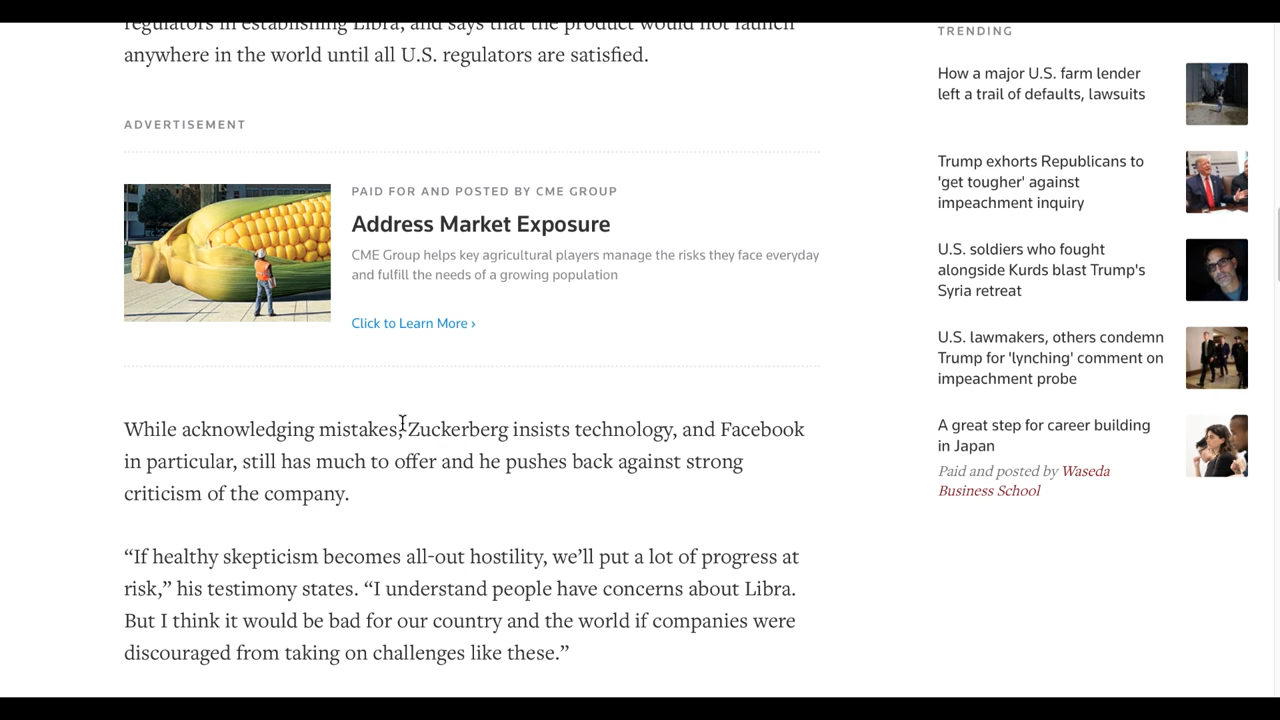 regulators in establishing Libra, and says that the product would not launch
anywhere in the world until all U.S. regulators are satisfied.
ADVERTISEMENT
PAID FOR AND POSTED BY CME GROUP
Address Market Exposure
CME Group helps key agricultural players manage the risks they face everyday
and fulfill the needs of a growing population
Click to Learn More ›
While acknowledging mistakes, Zuckerberg insists technology, and Facebook
in particular, still has much to offer and he pushes back against strong
criticism of the company.
“If healthy skepticism becomes all-out hostility, we’ll put a lot of progress at
risk,” his testimony states. “I understand people have concerns about Libra.
But I think it would be bad for our country and the world if companies were
discouraged from taking on challenges like these.”
TRENDING
How a major U.S. farm lender
left a trail of defaults, lawsuits
Trump exhorts Republicans to
'get tougher' against
impeachment inquiry
U.S. soldiers who fought
alongside Kurds blast Trump's
Syria retreat
U.S. lawmakers, others condemn
Trump for 'lynching' comment on
impeachment probe
A great step for career building
in Japan
Paid and posted by Waseda
Business School